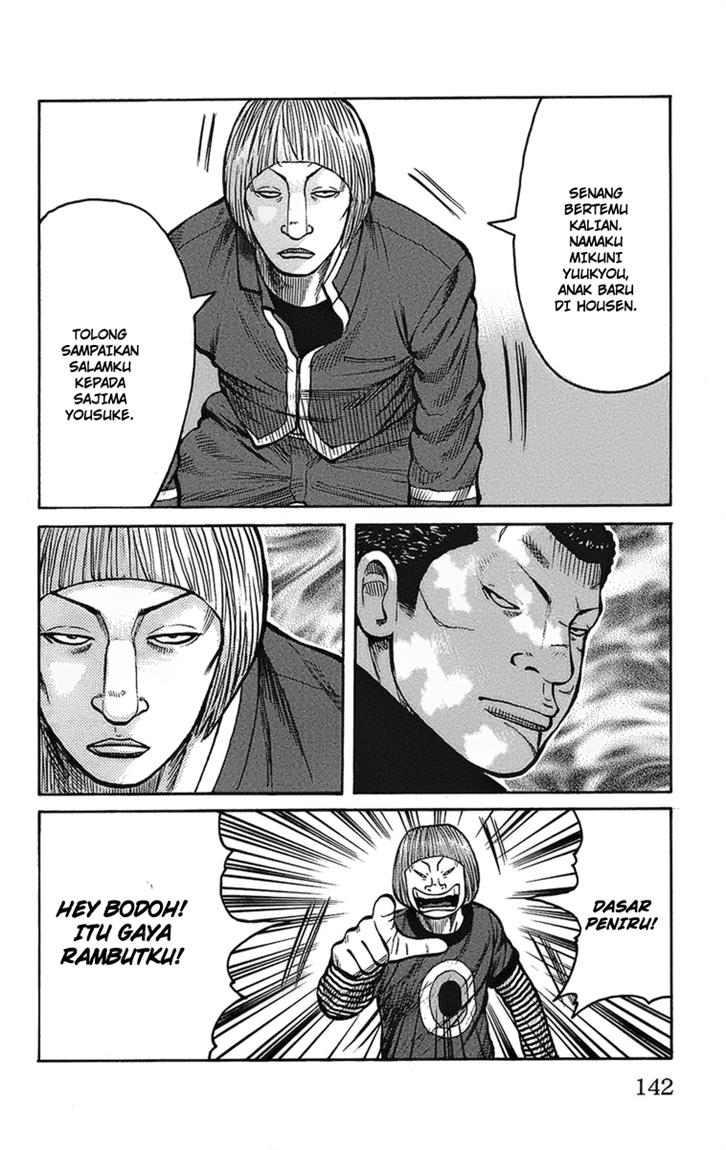 SENANG
BERTEMU
KALIAN.
NAMAKU
MIKUNI
YUUKYOU,
ANAK BARU
DI HOUSEN.
TOLONG
SAMPAIKAN
SALAMKU
KEPADA
SAJIMA
YOUSUKE.
DASAR
PENIRU!
HEY BODOH!
ITU GAYA
RAMBUTKU!
142